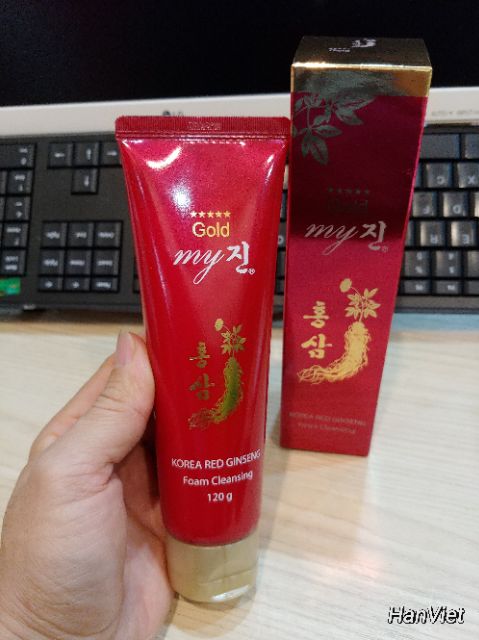 ★★★★★
Gold
my진®
홍
삼
KOREA RED GINSENG
Foam Cleansing
120 g
Gold
my진®
홍
삼
KOREA RED GINSENG
Foam Cleansing
HanViet